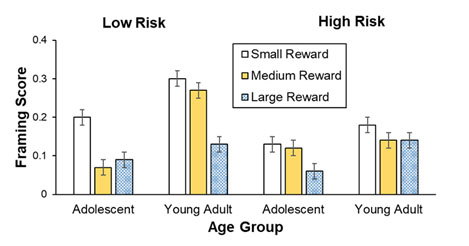 Low Risk
High Risk
Framing Score
0.4
0.3
0.2
0.1
0
Small Reward
Medium Reward
Large Reward
Adolescent
Young Adult
Adolescent
Young Adult
Age Group